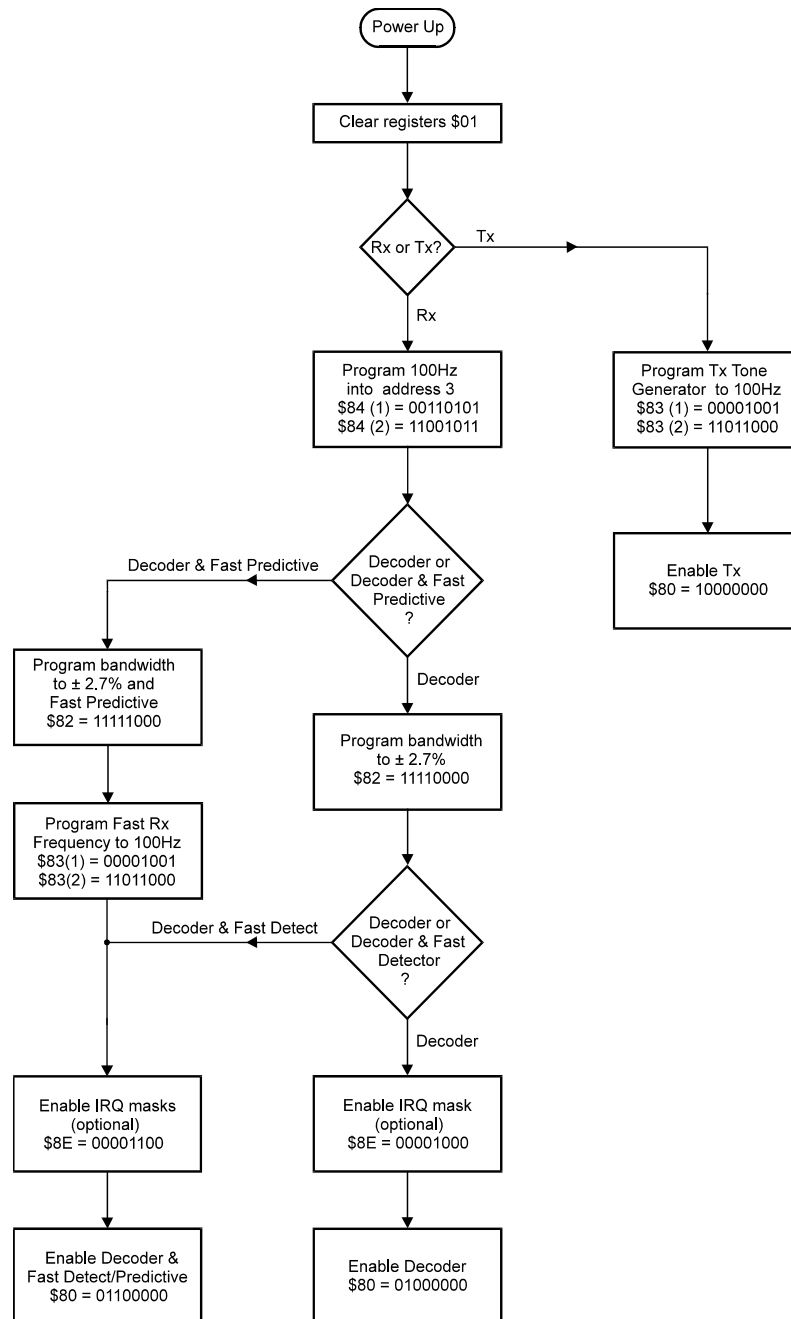 Power Up
Clear registers $01
Rx or Tx?
Tx
Rx
Program 100Hz
into address 3
$84 (1) = 00110101
$84 (2) = 11001011
Program Tx Tone
Generator to 100Hz
$83 (1) = 00001001
$83 (2) = 11011000
Enable Tx
$80 = 10000000
Decoder or
Decoder & Fast
Predictive
?
Decoder & Fast Predictive
Decoder
Program bandwidth
to ± 2.7% and
Fast Predictive
$82 = 11111000
Program bandwidth
to ± 2.7%
$82 = 11110000
Program Fast Rx
Frequency to 100Hz
$83(1) = 00001001
$83(2) = 11011000
Decoder or
Decoder & Fast
Detector
?
Decoder & Fast Detect
Decoder
Enable IRQ masks
(optional)
$8E = 00001100
Enable IRQ mask
(optional)
$8E = 00001000
Enable Decoder &
Fast Detect/Predictive
$80 = 01100000
Enable Decoder
$80 = 01000000